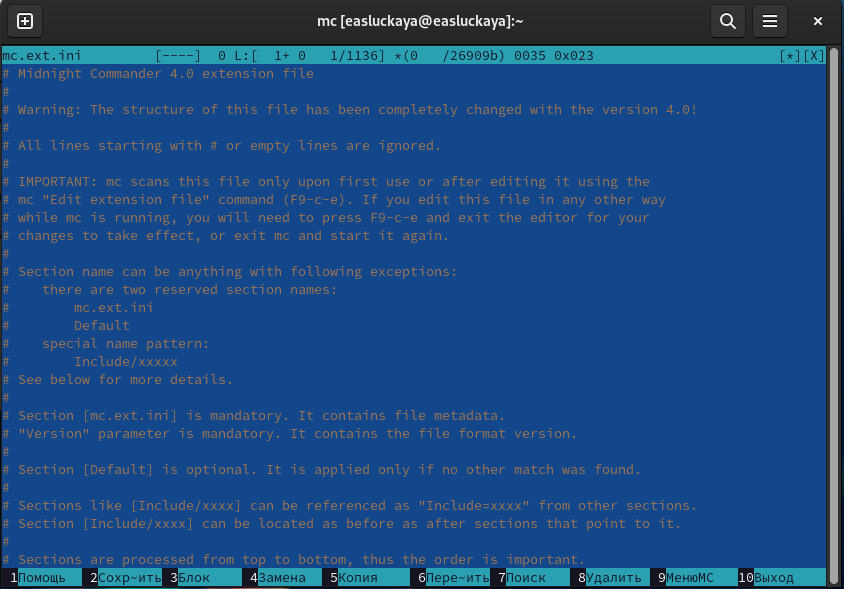 mc [easluckaya@easluckaya]:~
mc.ext.ini [----] 0 L:[ 1+ 0 1/1136] *(0 /26909b) 0035 0x023 [*][X]
# Midnight Commander 4.0 extension file
#
# Warning: The structure of this file has been completely changed with the version 4.0!
#
# All lines starting with # or empty lines are ignored.
#
# IMPORTANT: mc scans this file only upon first use or after editing it using the
# mc "Edit extension file" command (F9-c-e). If you edit this file in any other way
# while mc is running, you will need to press F9-c-e and exit the editor for your
# changes to take effect, or exit mc and start it again.
#
# Section name can be anything with following exceptions:
#    there are two reserved section names:
#        mc.ext.ini
#        Default
#    special name pattern:
#        Include/xxxxx
# See below for more details.
#
# Section [mc.ext.ini] is mandatory. It contains file metadata.
# "Version" parameter is mandatory. It contains the file format version.
#
# Section [Default] is optional. It is applied only if no other match was found.
#
# Sections like [Include/xxxx] can be referenced as "Include=xxxx" from other sections.
# Section [Include/xxxx] can be located as before as after sections that point to it.
#
# Sections are processed from top to bottom, thus the order is important.
1Помощь 2Сохр~ить 3Блок 4Замена 5Копия 6Пере~ить 7Поиск 8Удалить 9МенюMC 10Выход